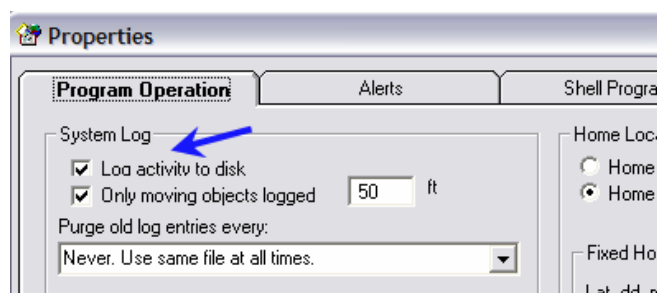 Properties
Program Operation
Alerts
Shell Progra
System Log
Log activity to disk
Only moving objects logged 50 ft
Purge old log entries every:
Never. Use same file at all times.
Home Loc
Home
Home
Fixed Ho